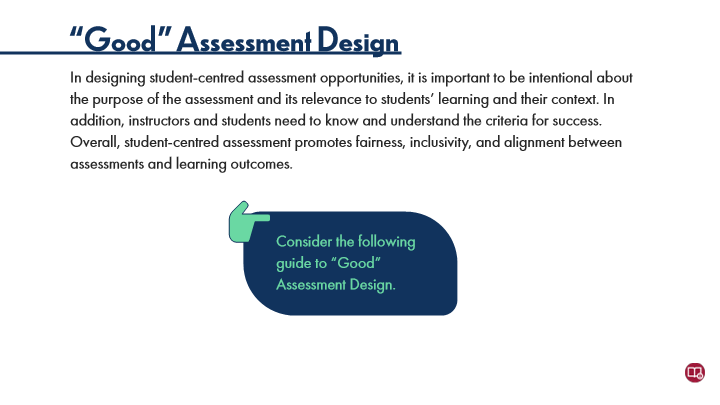 “Good” Assessment Design
In designing student-centred assessment opportunities, it is important to be intentional about
the purpose of the assessment and its relevance to students’ learning and their context. In
addition, instructors and students need to know and understand the criteria for success.
Overall, student-centred assessment promotes fairness, inclusivity, and alignment between
assessments and learning outcomes.
Consider the following
guide to “Good”
Assessment Design.